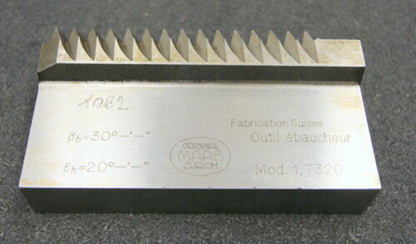 1082
βh=30°—'—"
εh=20°—'—"
ORIGINAL
MAAG
ZÜRICH
Fabrication Suisse
Outil ébaucheur
Mod. 1,7320